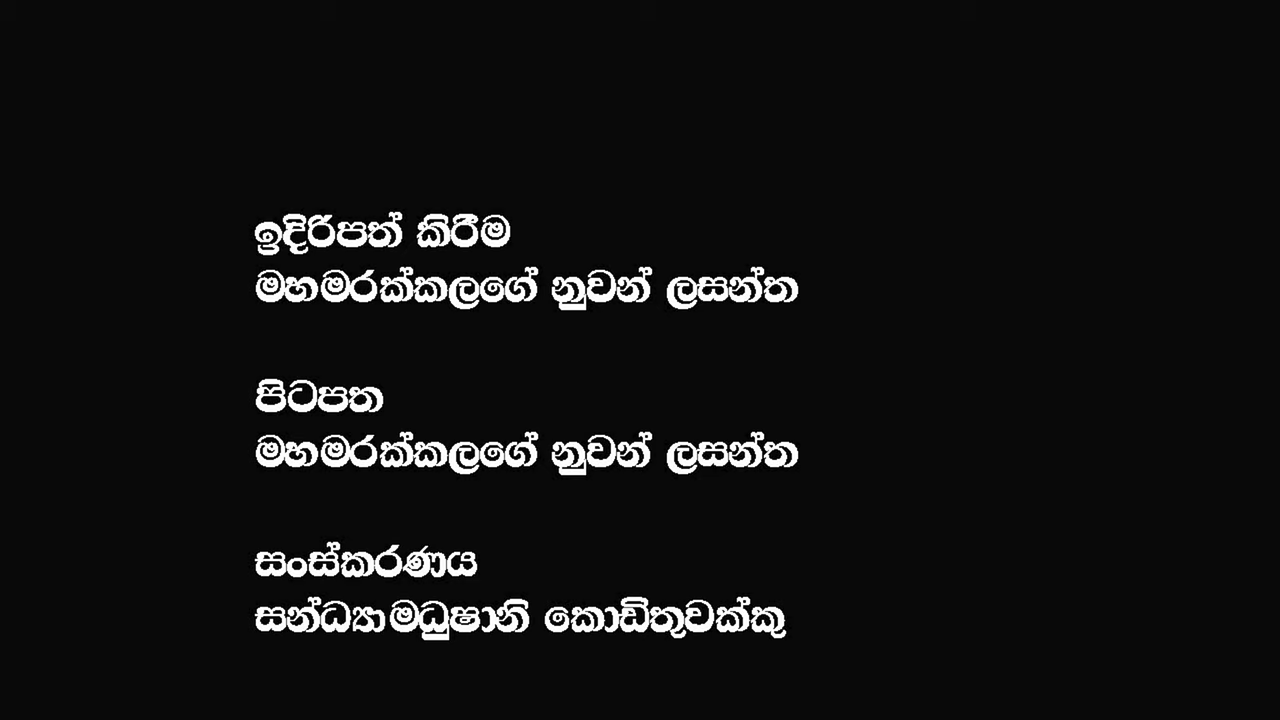 ඉදිරිපත් කිරීම
මහමරක්කලගේ නුවන් ලසන්ත
පිටපත
මහමරක්කලගේ නුවන් ලසන්ත
සංස්කරණය
සන්ධ්‍යාමධුෂානි කොඩිතුවක්කු